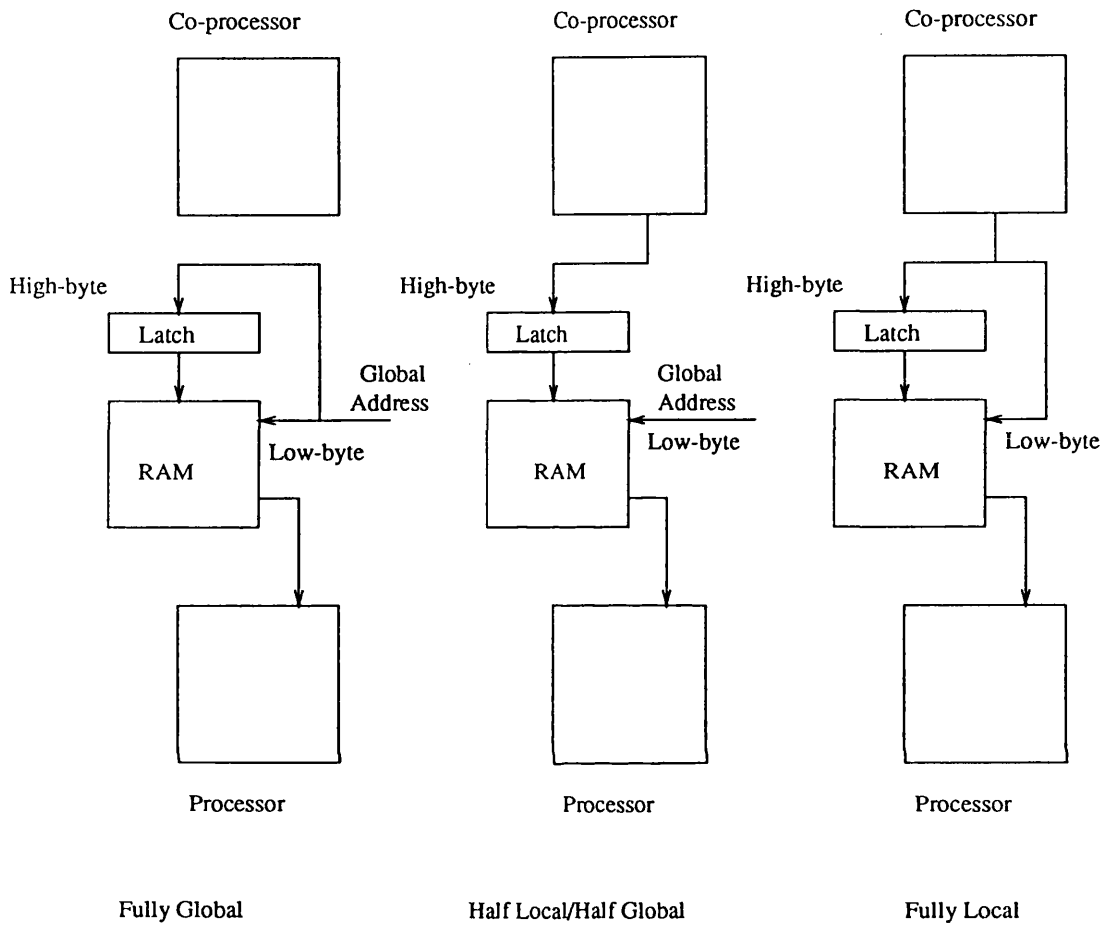 Co-processor
Co-processor
Co-processor
High-byte
High-byte
High-byte
Latch
Latch
Latch
Global
Address
Global
Address
Low-byte
Low-byte
Low-byte
RAM
RAM
RAM
Processor
Processor
Processor
Fully Global
Half Local/Half Global
Fully Local